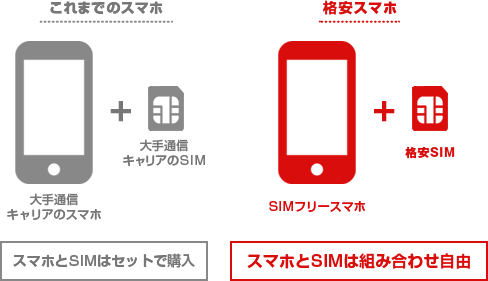 これまでのスマホ
格安スマホ
大手通信
キャリアのSIM
格安SIM
大手通信
キャリアのスマホ
SIMフリースマホ
スマホとSIMはセットで購入
スマホとSIMは組み合わせ自由